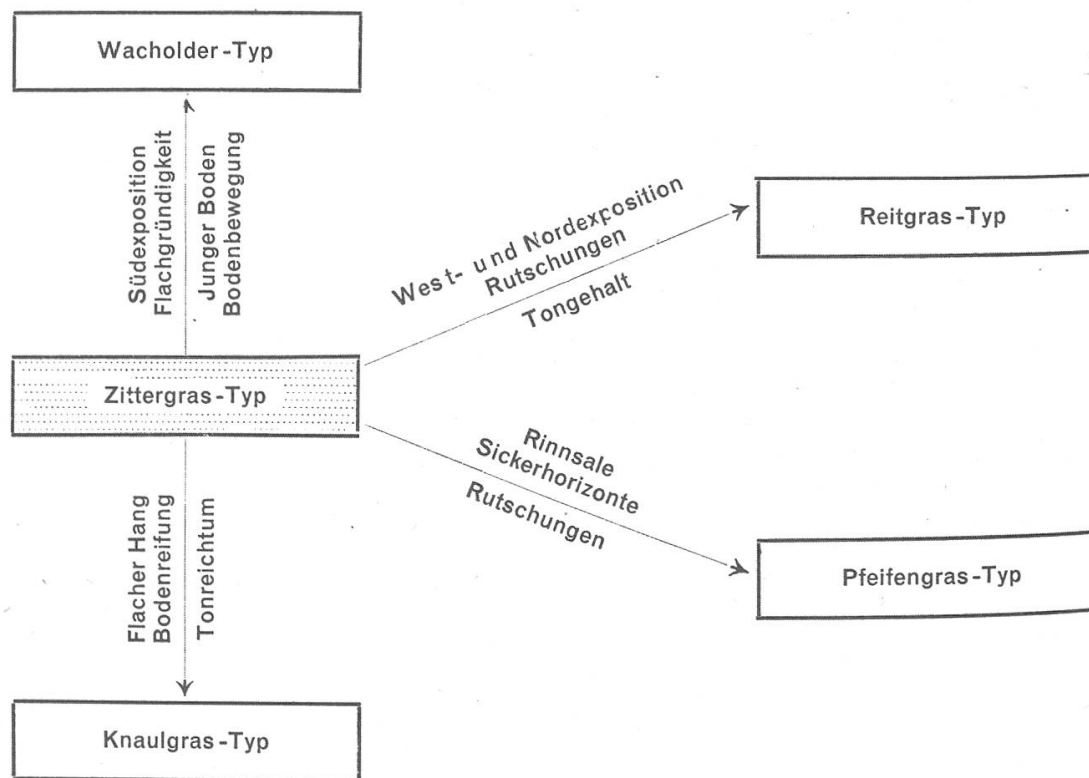 Wacholder-Typ
Südexposition
Flachgründigkeit
Junger Boden
Bodenbewegung
West- und Nordexposition
Rutschungen
Tongehalt
Reitgras-Typ
Zittergras-Typ
Rinnsale
Sickerhorizonte
Rutschungen
Flacher Hang
Bodenreifung
Tonreichtum
Pfeifengras-Typ
Knaulgras-Typ